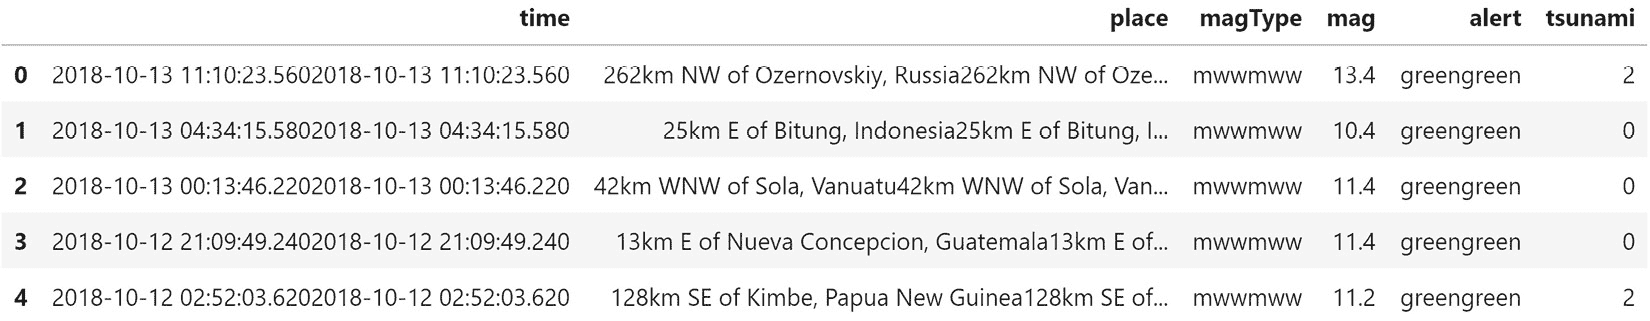 time place magType mag alert tsunami
0 2018-10-13 11:10:23.5602018-10-13 11:10:23.560 262km NW of Ozernovskiy, Russia262km NW of Oze... mwwmww 13.4 greengreen 2
1 2018-10-13 04:34:15.5802018-10-13 04:34:15.580 25km E of Bitung, Indonesia25km E of Bitung, I... mwwmww 10.4 greengreen 0
2 2018-10-13 00:13:46.2202018-10-13 00:13:46.220 42km WNW of Sola, Vanuatu42km WNW of Sola, Van... mwwmww 11.4 greengreen 0
3 2018-10-12 21:09:49.2402018-10-12 21:09:49.240 13km E of Nueva Concepcion, Guatemala13km E of... mwwmww 11.4 greengreen 0
4 2018-10-12 02:52:03.6202018-10-12 02:52:03.620 128km SE of Kimbe, Papua New Guinea128km SE of... mwwmww 11.2 greengreen 2